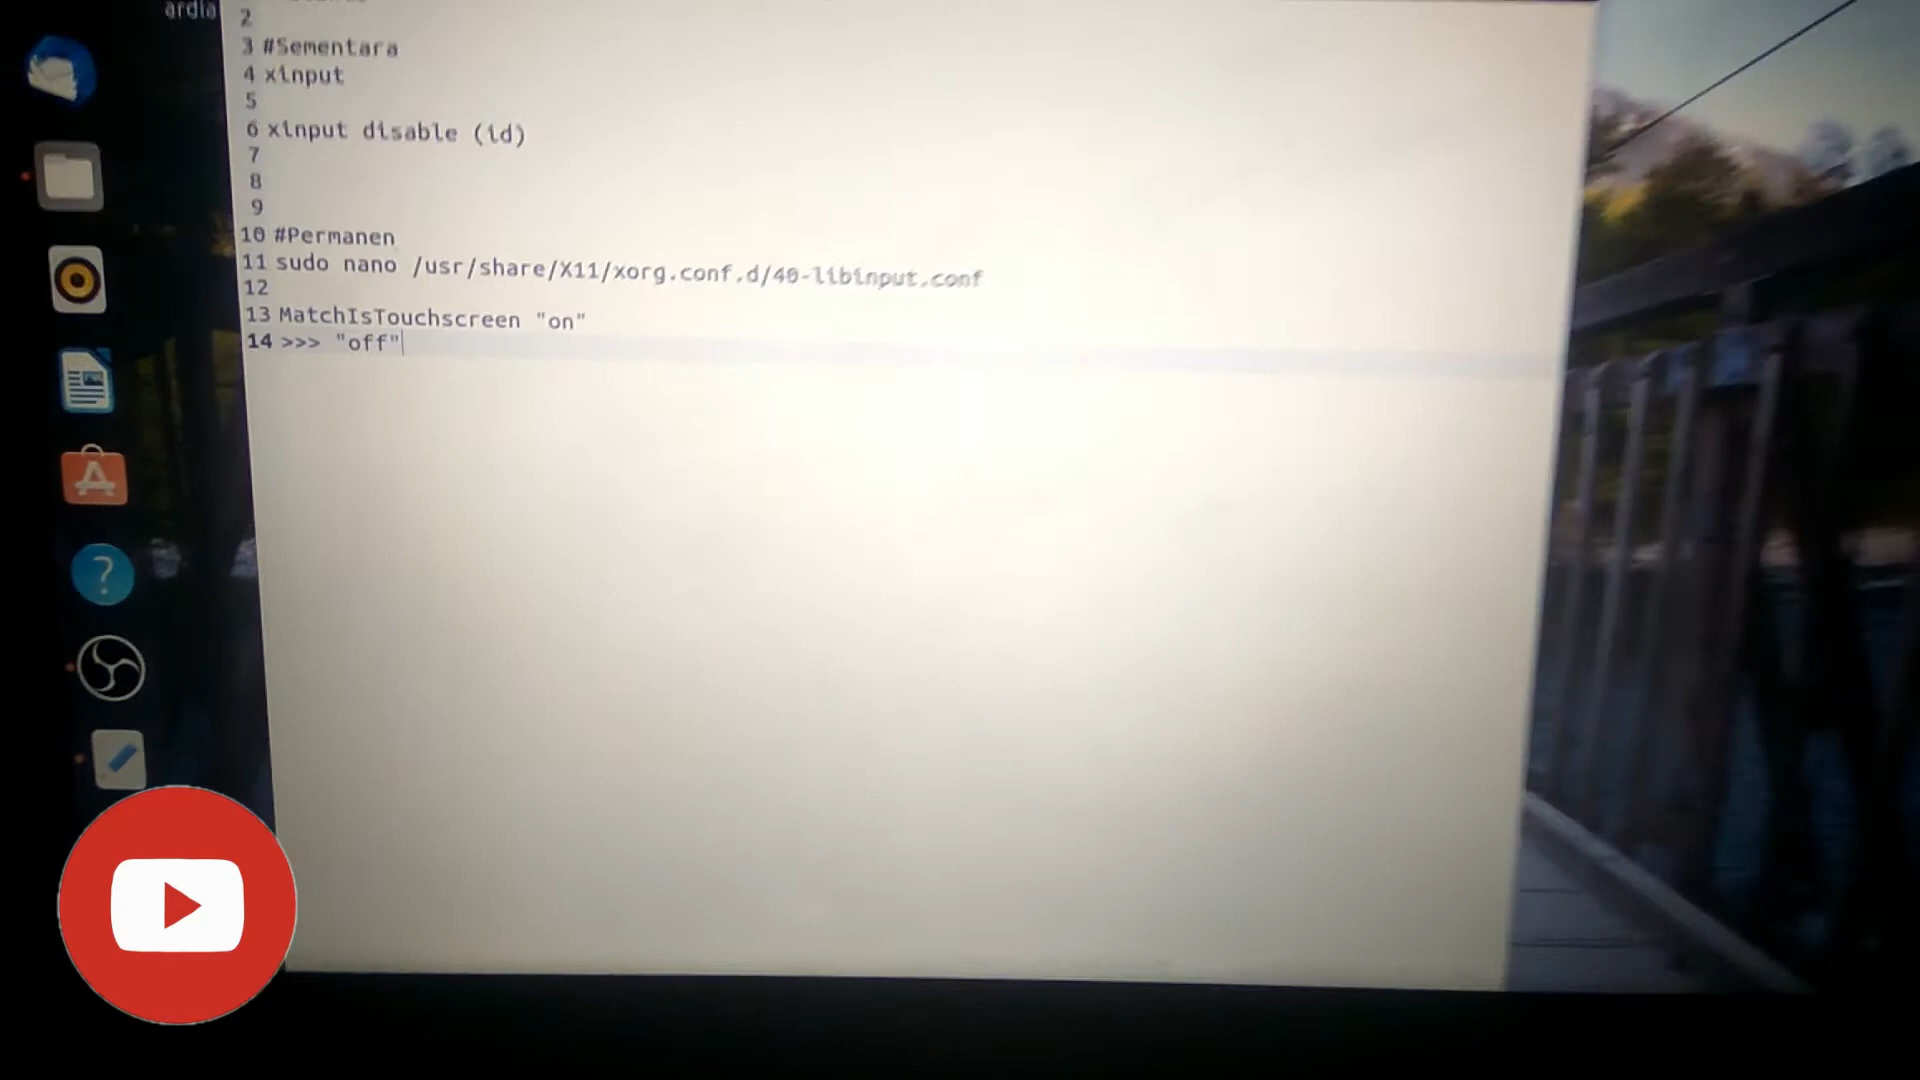 2
3 #Sementara
4 xinput
5
6 xinput disable (id)
7
8
9
10 #Permanen
11 sudo nano /usr/share/X11/xorg.conf.d/40-libinput.conf
12
13 MatchIsTouchscreen "on"
14 >>> "off"